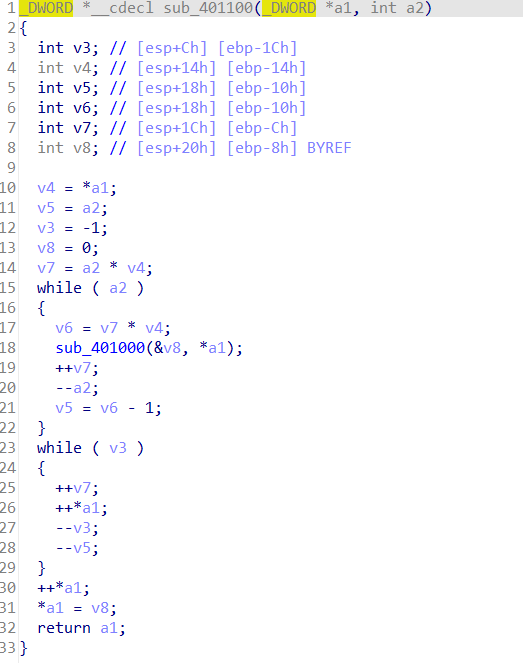 1 _DWORD *__cdecl sub_401100(_DWORD *a1, int a2)
2 {
3 int v3; // [esp+Ch] [ebp-1Ch]
4 int v4; // [esp+14h] [ebp-14h]
5 int v5; // [esp+18h] [ebp-10h]
6 int v6; // [esp+18h] [ebp-10h]
7 int v7; // [esp+1Ch] [ebp-Ch]
8 int v8; // [esp+20h] [ebp-8h] BYREF
9
10 v4 = *a1;
11 v5 = a2;
12 v3 = -1;
13 v8 = 0;
14 v7 = a2 * v4;
15 while ( a2 )
16 {
17 v6 = v7 * v4;
18 sub_401000(&v8, *a1);
19 ++v7;
20 --a2;
21 v5 = v6 - 1;
22 }
23 while ( v3 )
24 {
25 ++v7;
26 ++*a1;
27 --v3;
28 --v5;
29 }
30 ++*a1;
31 *a1 = v8;
32 return a1;
33 }